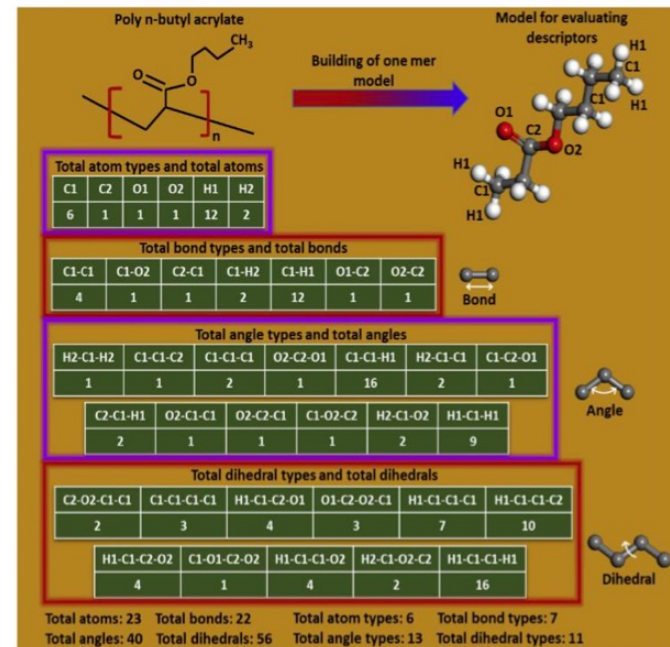 Poly n-butyl acrylate
Model for evaluating
descriptors
Building of one mer
model
CH3
O
O
n
H1
C1
H1
C1
H1
O1
C2
O2
H1
C1
H1
Total atom types and total atoms
C1 C2 O1 O2 H1 H2
6 1 1 1 12 2
Total bond types and total bonds
C1-C1 C1-O2 C2-C1 C1-H2 C1-H1 O1-C2 O2-C2
4 1 1 2 12 1 1
Bond
Total angle types and total angles
H2-C1-H2 C1-C1-C2 C1-C1-C1 O2-C2-O1 C1-C1-H1 H2-C1-C1 C1-C2-O1
1 1 2 1 16 2 1
C2-C1-H1 O2-C1-C1 O2-C2-C1 C1-O2-C2 H2-C1-O2 H1-C1-H1
2 1 1 1 2 9
Angle
Total dihedral types and total dihedrals
C2-O2-C1-C1 C1-C1-C1-C1 H1-C1-C2-O1 O1-C2-O2-C1 H1-C1-C1-C1 H1-C1-C1-C2
2 3 4 3 7 10
H1-C1-C2-O2 C1-O1-C2-O2 H1-C1-C1-O2 H2-C1-O2-C2 H1-C1-C1-H1
4 1 4 2 16
Dihedral
Total atoms: 23 Total bonds: 22 Total atom types: 6 Total bond types: 7
Total angles: 40 Total dihedrals: 56 Total angle types: 13 Total dihedral types: 11